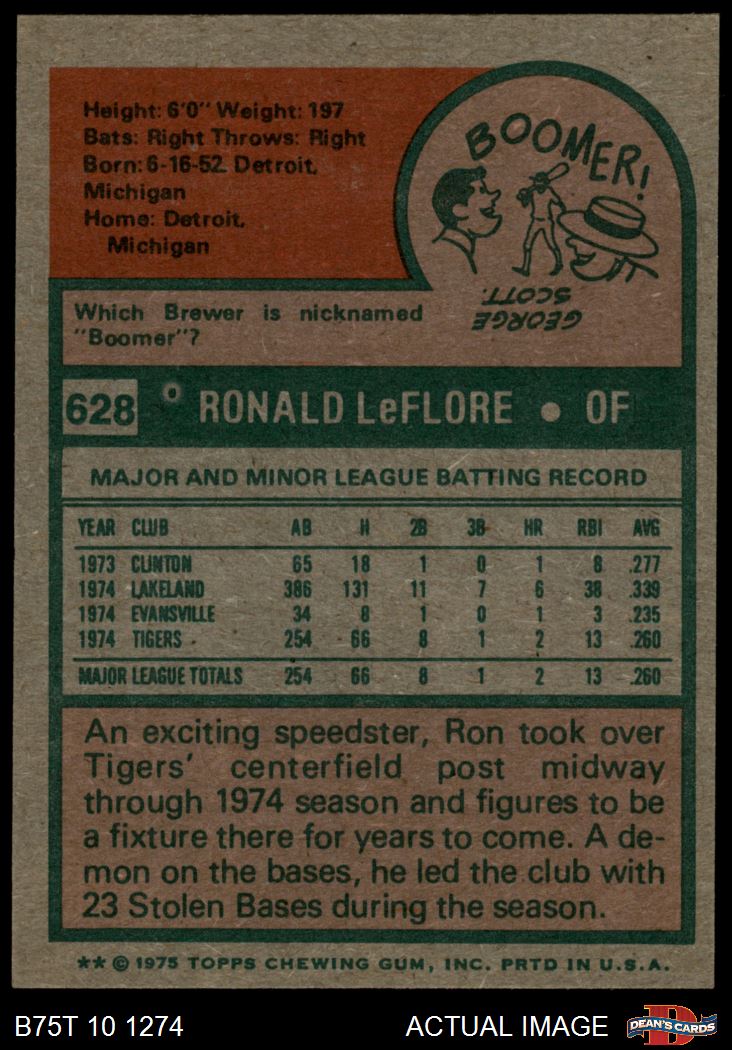 Height: 6'0" Weight: 197
Bats: Right Throws: Right
Born: 6-16-52 Detroit,
Michigan
Home: Detroit,
Michigan
BOOMER!
GEORGE
SCOTT.
Which Brewer is nicknamed
"Boomer"?
628 RONALD LeFLORE • OF
MAJOR AND MINOR LEAGUE BATTING RECORD
YEAR CLUB AB H 2B 3B HR RBI AVG
1973 CLINTON 65 18 1 0 1 8 .277
1974 LAKELAND 386 131 11 7 6 38 .339
1974 EVANSVILLE 34 8 1 0 1 3 .235
1974 TIGERS 254 66 8 1 2 13 .260
MAJOR LEAGUE TOTALS 254 66 8 1 2 13 .260
An exciting speedster, Ron took over
Tigers' centerfield post midway
through 1974 season and figures to be
a fixture there for years to come. A de-
mon on the bases, he led the club with
23 Stolen Bases during the season.
** © 1975 TOPPS CHEWING GUM, INC. PRTD IN U.S.A.
B75T 10 1274 ACTUAL IMAGE D DEAN'S CARDS